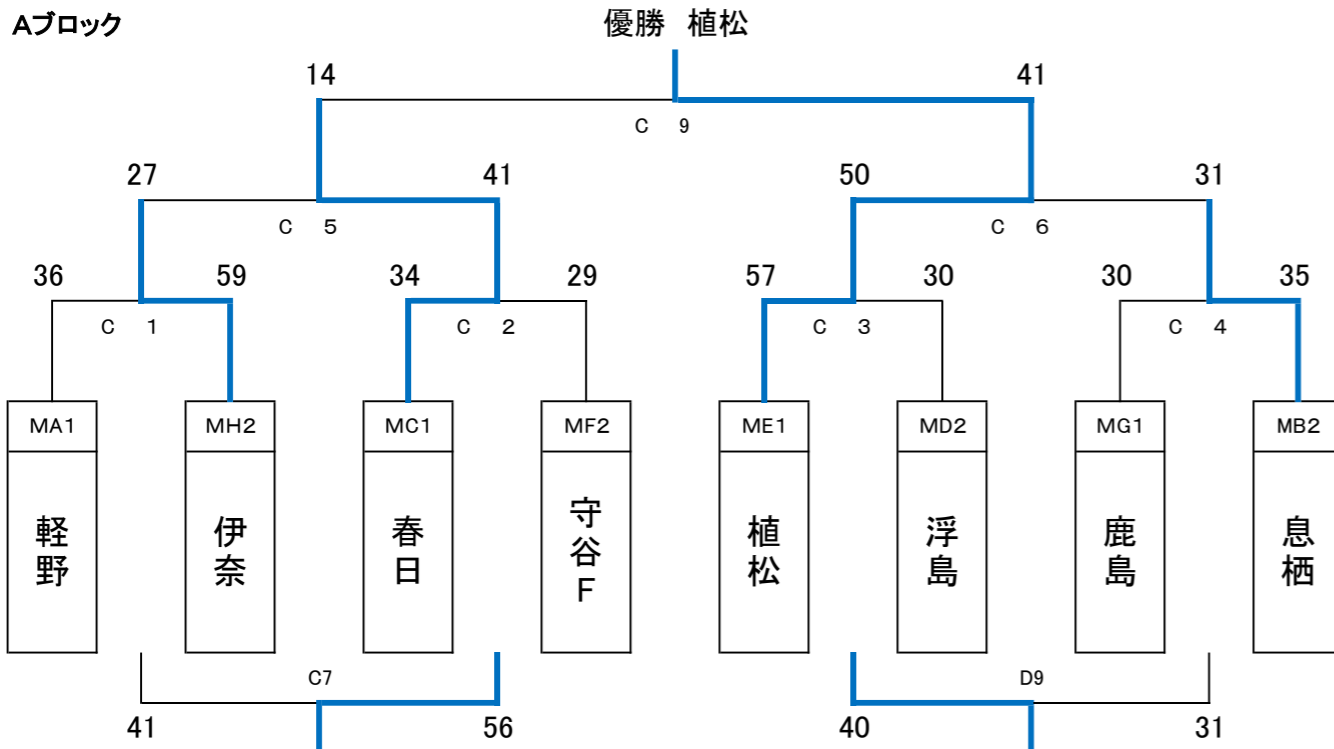 Aブロック
優勝 植松
14 41
C 9
27 41 50 31
C 5 C 6
36 59 34 29 57 30 30 35
C 1 C 2 C 3 C 4
MA1 MH2 MC1 MF2 ME1 MD2 MG1 MB2
軽野 伊奈 春日 守谷F 植松 浮島 鹿島 息栖
C7 D9
41 56 40 31